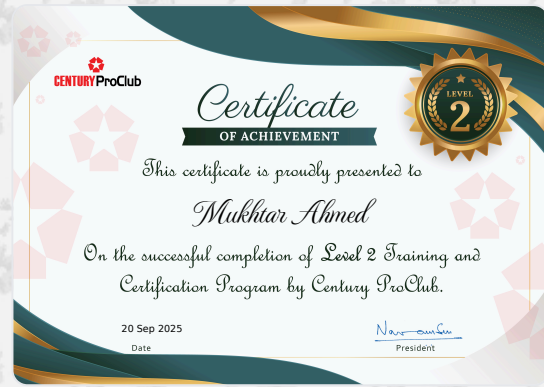 CENTURY ProClub
Certificate
OF ACHIEVEMENT
LEVEL
2
This certificate is proudly presented to
Mukhtar Ahmed
On the successful completion of Level 2 Training and
Certification Program by Century ProClub.
20 Sep 2025
Date
President